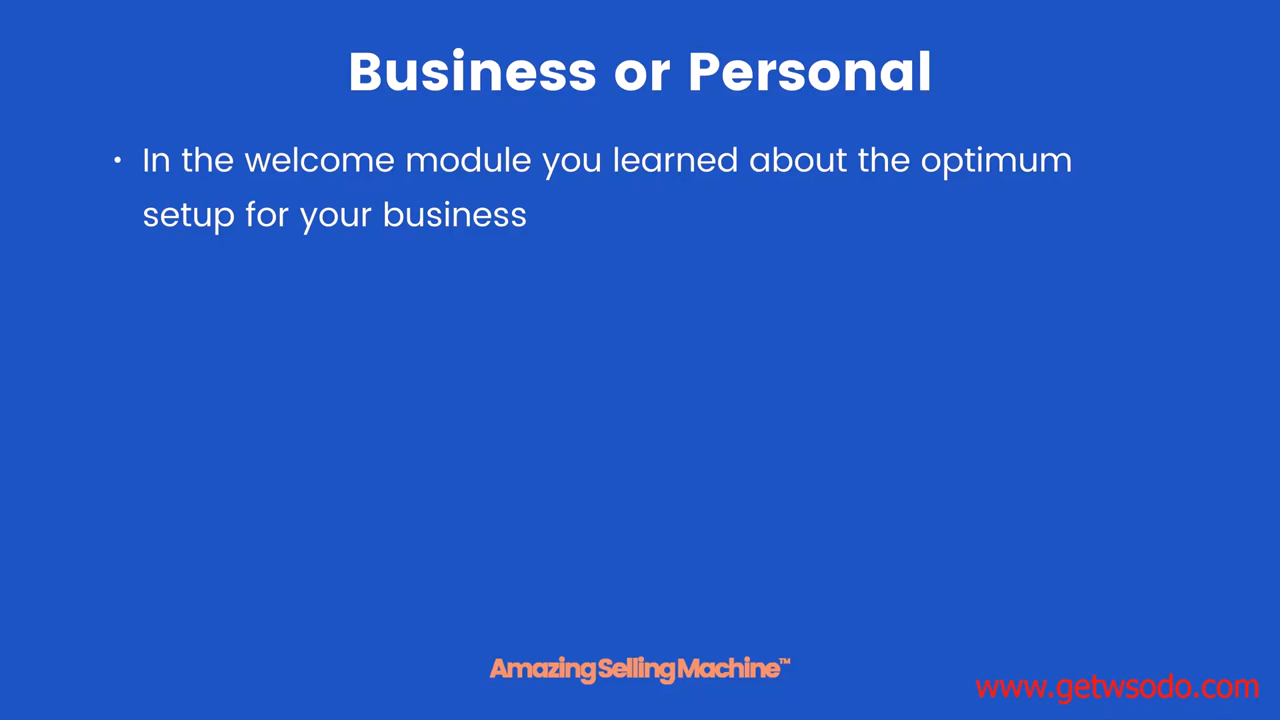 Business or Personal
• In the welcome module you learned about the optimum
setup for your business
Amazing Selling Machine™
www.getwsodo.com